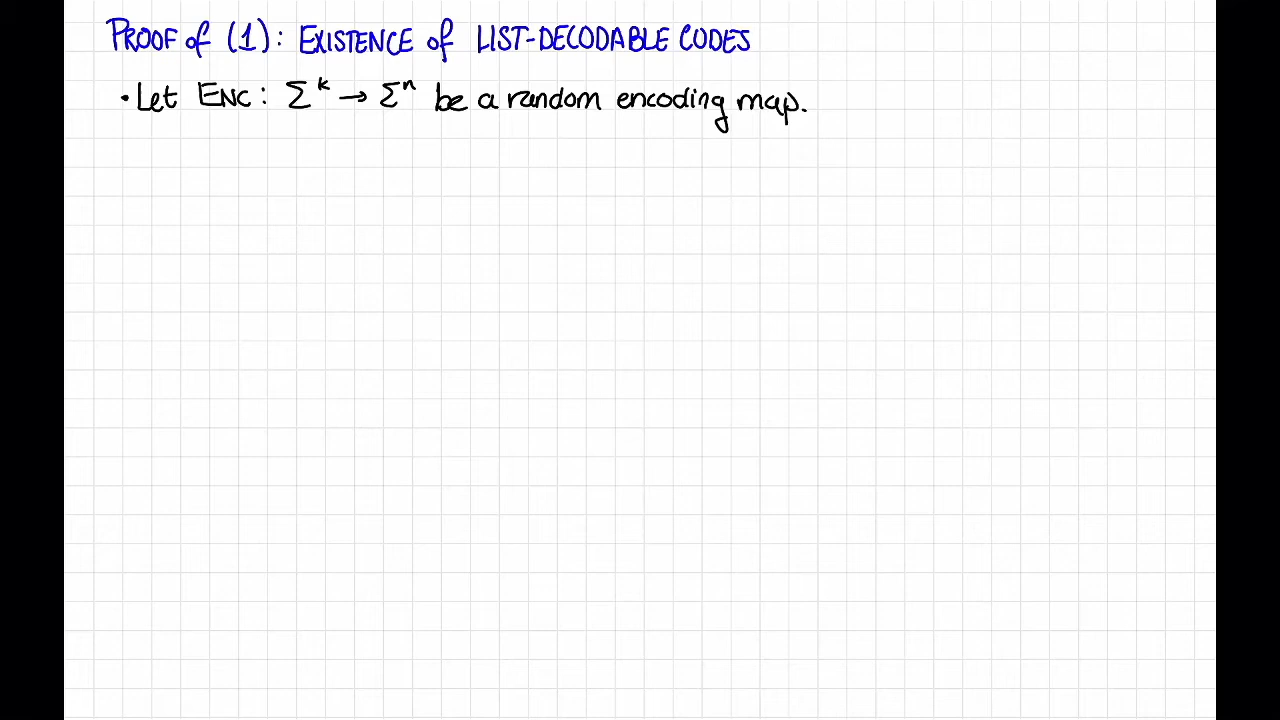 PROOF of (1): EXISTENCE of LIST-DECODABLE CODES
• Let ENC: Σ^k → Σ^n be a random encoding map.